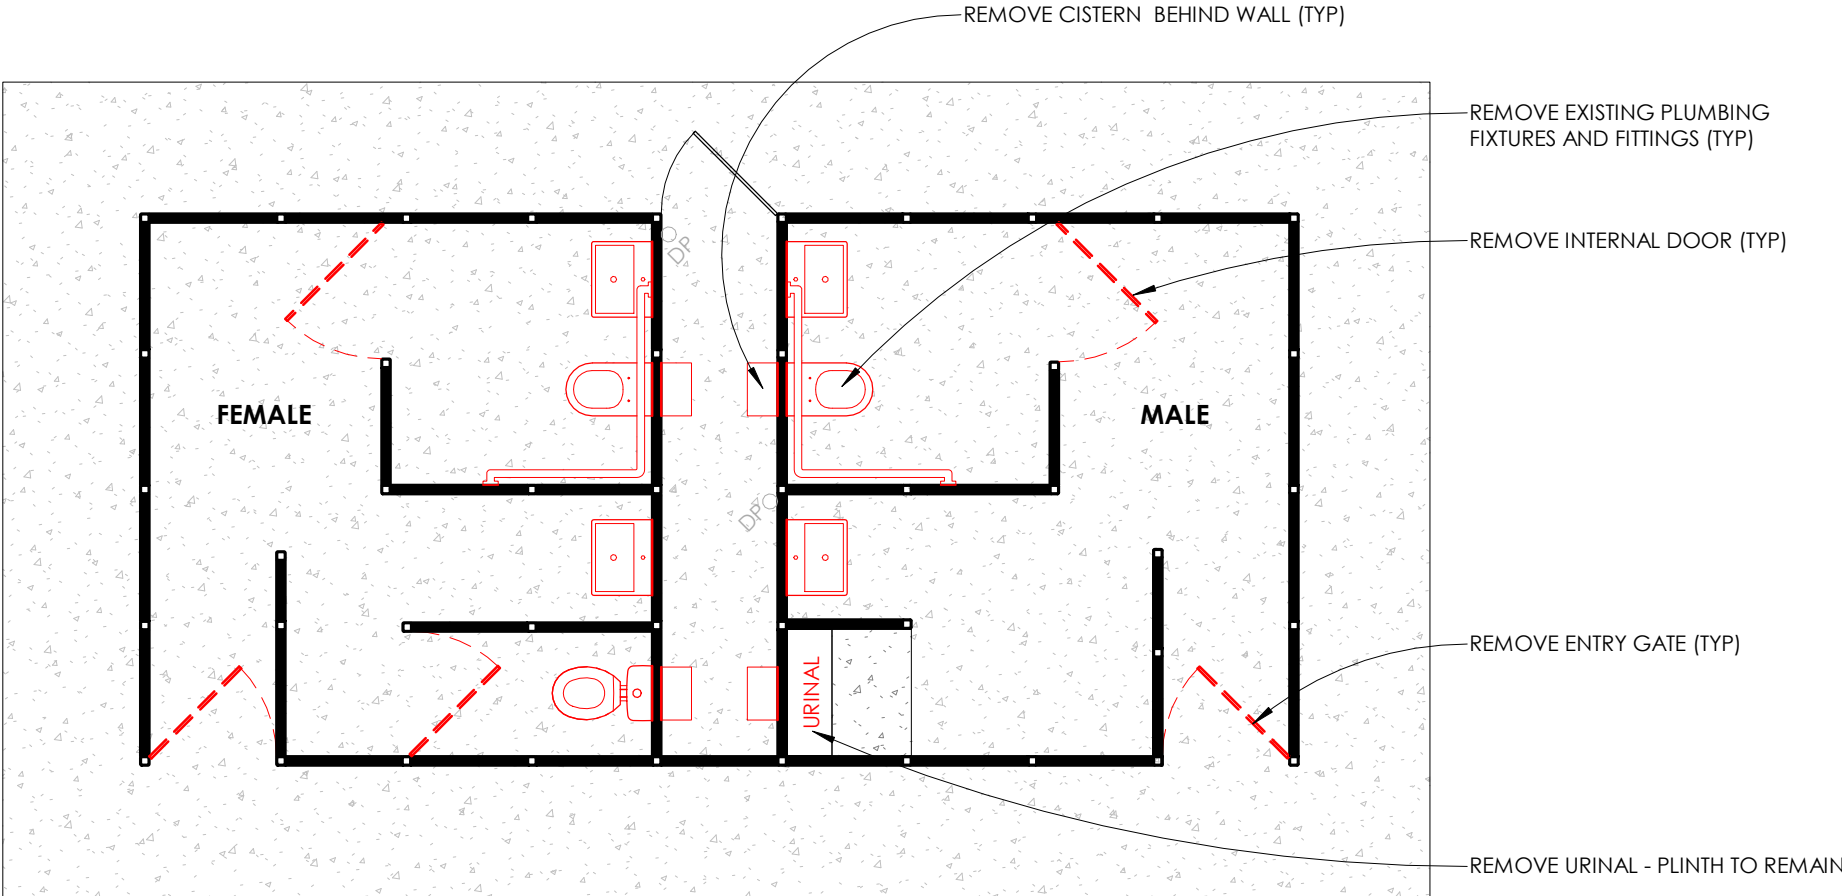 REMOVE CISTERN BEHIND WALL (TYP)
REMOVE EXISTING PLUMBING
FIXTURES AND FITTINGS (TYP)
REMOVE INTERNAL DOOR (TYP)
DP
FEMALE
MALE
DP
REMOVE ENTRY GATE (TYP)
URINAL
REMOVE URINAL - PLINTH TO REMAIN